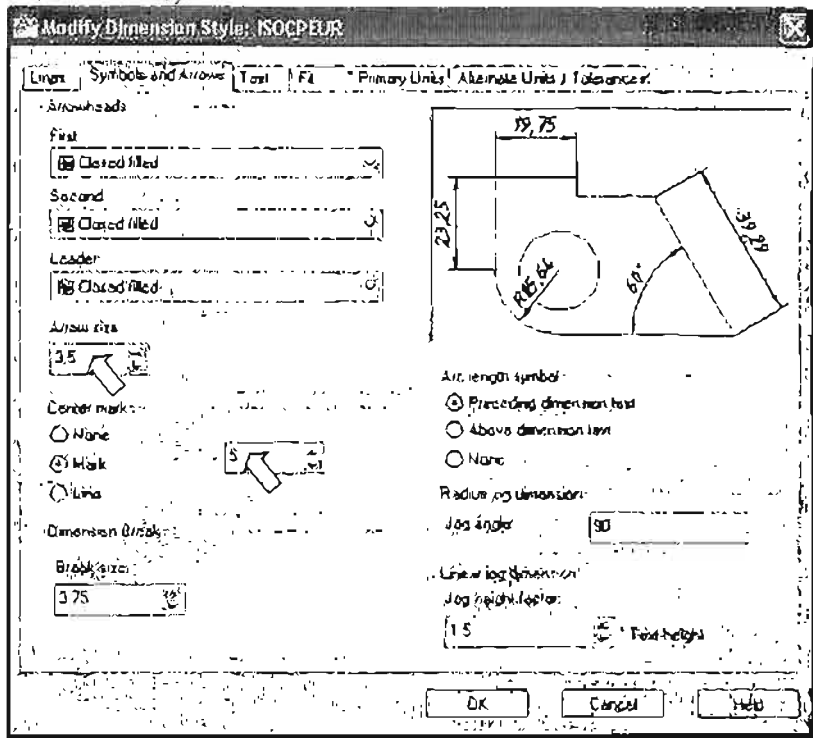 Modify Dimension Style: ISOCPEUR
Lines Symbols and Arrows Text Fit Primary Units Alternate Units Tolerances
Arrowheads
First
Closed filled
Second
Closed filled
Leader
Closed filled
Arrow size
3,5
Center marks
None
Mark
5
Line
Dimension Break
Break size:
3.75
19,75
23,25
R15,64
60°
39,29
Arc length symbol
Preceding dimension text
Above dimension text
None
Radius jog dimension
Jog angle
90
Linear jog dimension
Jog height factor:
1.5
* Text height
OK Cancel Help